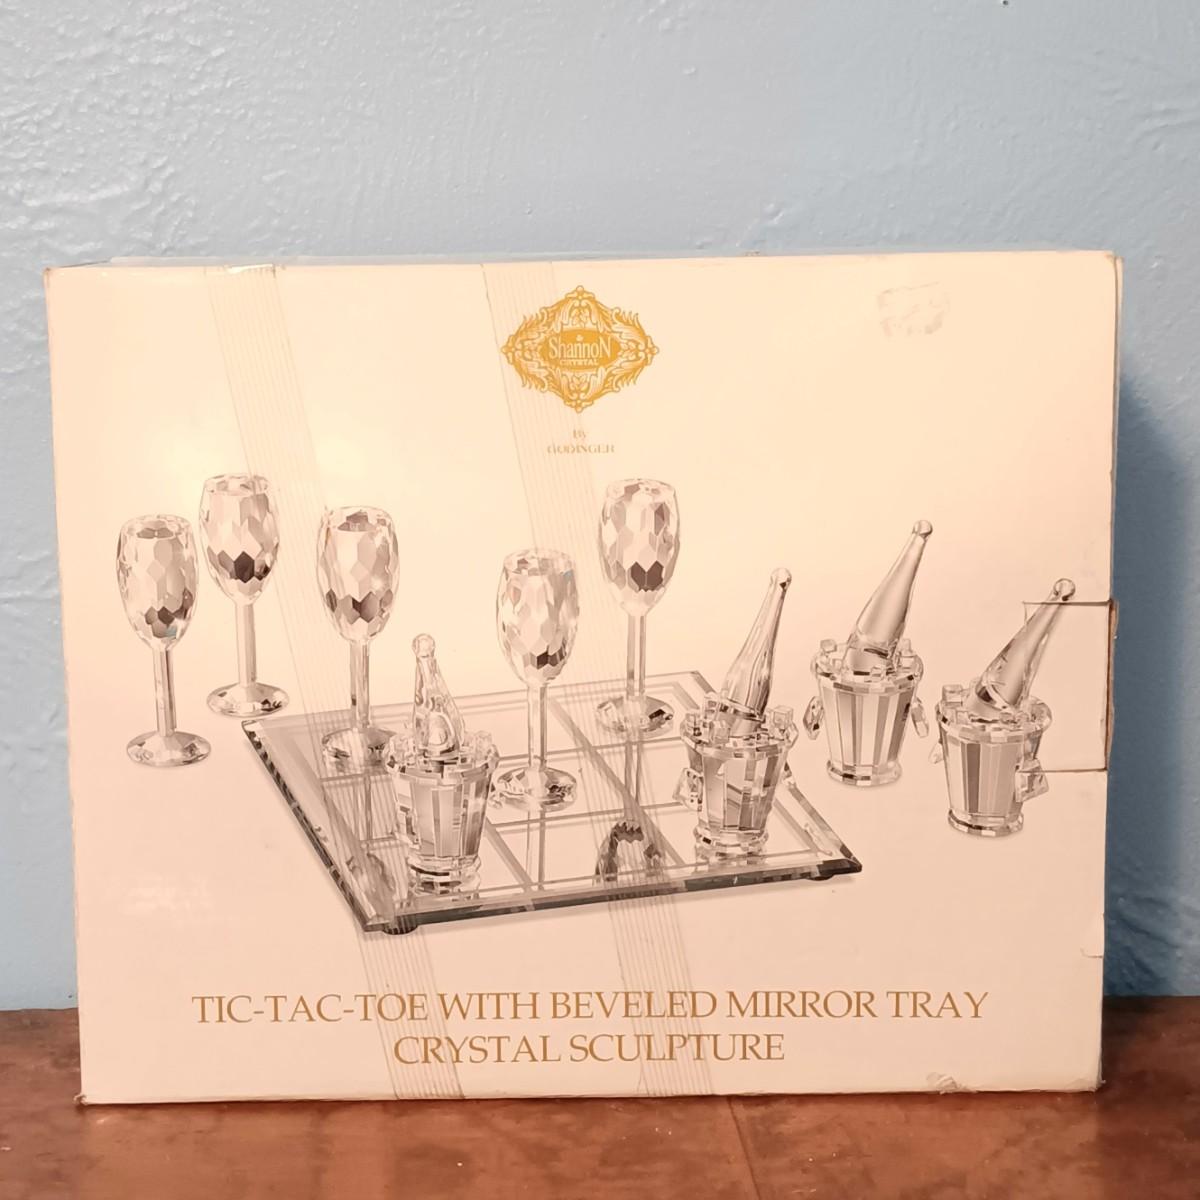 Shannon
CRYSTAL
By
GODINGER
TIC-TAC-TOE WITH BEVELED MIRROR TRAY
CRYSTAL SCULPTURE